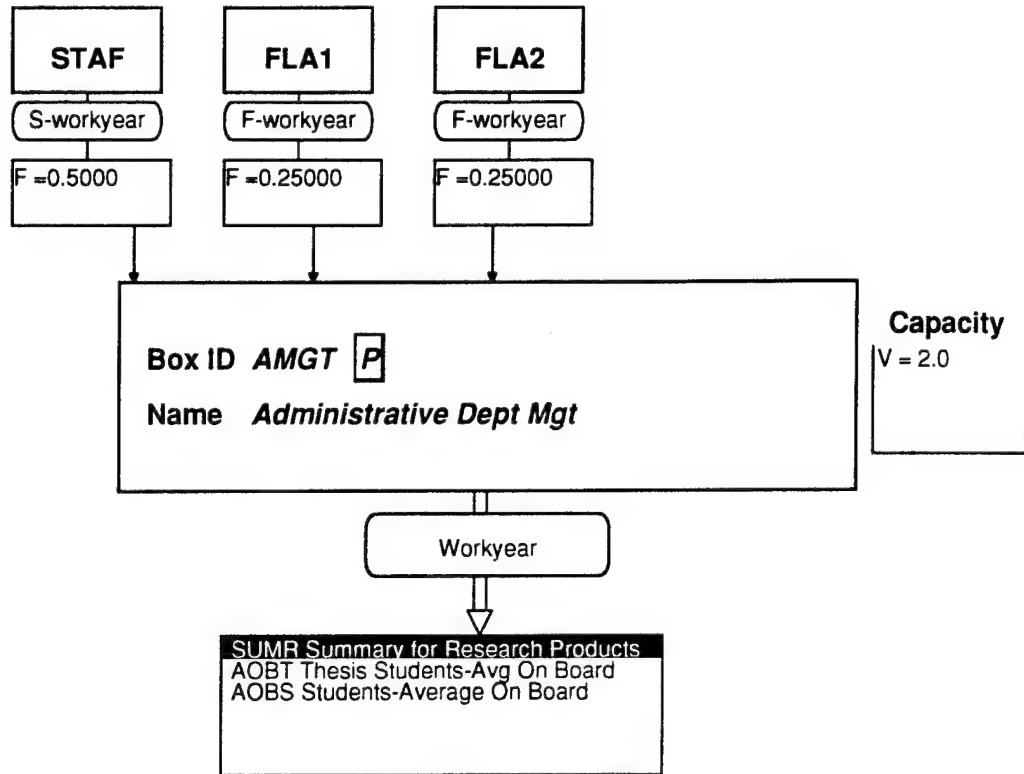 STAF FLA1 FLA2
S-workyear F-workyear F-workyear
F =0.5000 F =0.25000 F =0.25000
Capacity
V = 2.0
Box ID AMGT P
Name Administrative Dept Mgt
Workyear
SUMR Summary for Research Products
AOBT Thesis Students-Avg On Board
AOBS Students-Average On Board